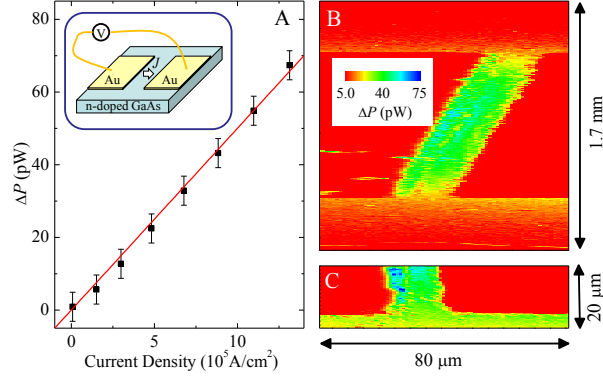 A
80
60
40
20
0
ΔP (pW)
V
J
Au
Au
n-doped GaAs
0
5
10
Current Density (10⁵A/cm²)
B
5.0 35 75
ΔP (pW)
1.7 mm
C
20 μm
80 μm